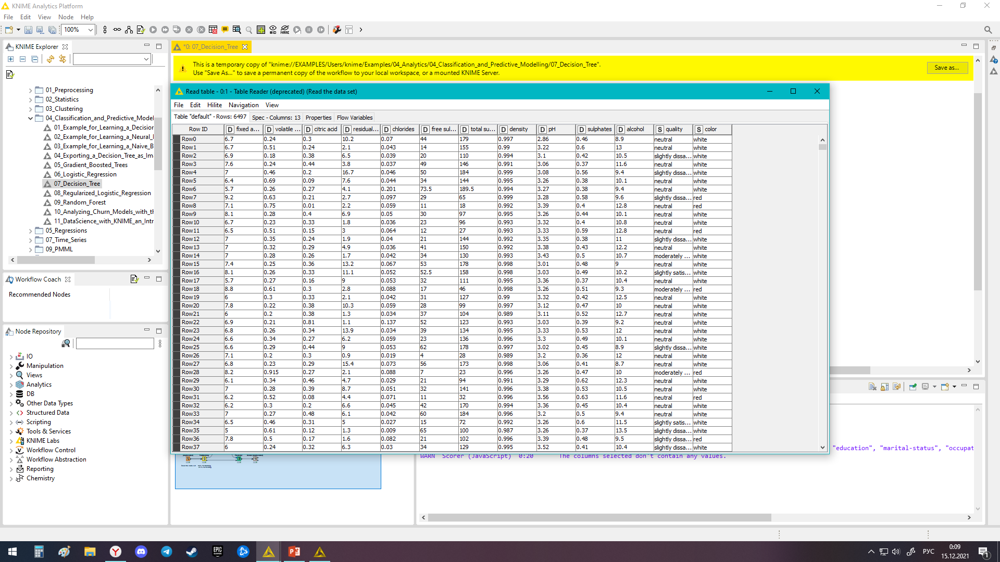 KNIME Analytics Platform
File Edit View Node Help
100%
KNIME Explorer
*0: 07_Decision_Tree
This is a temporary copy of "knime://EXAMPLES/Users/knime/Examples/04_Analytics/04_Classification_and_Predictive_Modelling/07_Decision_Tree".
Use "Save As..." to save a permanent copy of the workflow to your local workspace, or a mounted KNIME Server.
Save as...
01_Preprocessing
02_Statistics
03_Clustering
04_Classification_and_Predictive_Model
01_Example_for_Learning_a_Decision
02_Example_for_Learning_a_Neural_
03_Example_for_Learning_a_Naive_B
04_Exporting_a_Decision_Tree_as_Im
05_Gradient_Boosted_Trees
06_Logistic_Regression
07_Decision_Tree
08_Regularized_Logistic_Regression
09_Random_Forest
10_Analyzing_Churn_Models_with_th
11_DataScience_with_KNIME_an_Intr
05_Regressions
07_Time_Series
09_PMML
Workflow Coach
Recommended Nodes
Node Repository
IO
Manipulation
Views
Analytics
DB
Other Data Types
Structured Data
Scripting
Tools & Services
KNIME Labs
Workflow Control
Workflow Abstraction
Reporting
Chemistry
Read table - 0:1 - Table Reader (deprecated) (Read the data set)
File Edit Hilite Navigation View
Table "default" - Rows: 6497 Spec - Columns: 13 Properties Flow Variables
Row ID D fixed a... D volatile ... D citric acid D residual... D chlorides D free sul... D total su... D density D pH D sulphates D alcohol S quality S color
Row0 6.7 0.24 0.3 10.2 0.07 44 179 0.997 2.86 0.46 8.9 neutral white
Row1 6.7 0.51 0.24 2.1 0.043 14 155 0.99 3.22 0.6 13 neutral white
Row2 6.9 0.18 0.38 6.5 0.039 20 110 0.994 3.1 0.42 10.5 slightly dissa... white
Row3 7.6 0.24 0.44 3.8 0.037 49 146 0.991 3.06 0.37 11.6 neutral white
Row4 7 0.46 0.2 16.7 0.046 50 184 0.999 3.08 0.56 9.4 slightly dissa... white
Row5 6.4 0.69 0.09 7.6 0.044 34 144 0.995 3.26 0.38 10.1 neutral white
Row6 5.7 0.26 0.27 4.1 0.201 73.5 189.5 0.994 3.27 0.38 9.4 neutral white
Row7 9.2 0.63 0.21 2.7 0.097 29 65 0.999 3.28 0.58 9.6 slightly dissa... red
Row8 7.1 0.75 0.01 2.2 0.059 11 18 0.992 3.39 0.4 12.8 neutral red
Row9 8.1 0.28 0.4 6.9 0.05 30 97 0.995 3.26 0.44 10.1 neutral white
Row10 6.7 0.23 0.33 1.8 0.036 23 96 0.993 3.32 0.4 10.8 neutral white
Row11 6.5 0.51 0.15 3 0.064 12 27 0.993 3.33 0.59 12.8 neutral red
Row12 7 0.35 0.24 1.9 0.04 21 144 0.992 3.35 0.38 11 slightly dissa... white
Row13 7 0.32 0.29 4.9 0.036 41 150 0.992 3.38 0.43 12.2 neutral white
Row14 7 0.28 0.26 1.7 0.042 34 130 0.993 3.43 0.5 10.7 moderately ... white
Row15 7.4 0.25 0.36 13.2 0.067 53 178 0.998 3.01 0.48 9 neutral white
Row16 8.1 0.26 0.33 11.1 0.052 52.5 158 0.998 3.03 0.49 10.2 slightly satis... white
Row17 5.7 0.27 0.16 9 0.053 32 111 0.995 3.36 0.37 10.4 neutral white
Row18 8.8 0.61 0.3 2.8 0.088 17 46 0.998 3.26 0.51 9.3 moderately ... red
Row19 6 0.3 0.33 2.1 0.042 31 127 0.99 3.32 0.42 12.5 neutral white
Row20 7.8 0.22 0.38 10.3 0.059 28 99 0.997 3.12 0.47 10 neutral white
Row21 6 0.2 0.38 1.3 0.034 37 104 0.989 3.11 0.52 12.7 neutral white
Row22 6.9 0.21 0.81 1.1 0.137 52 123 0.993 3.03 0.39 9.2 neutral white
Row23 6.8 0.26 0.34 13.9 0.034 39 134 0.995 3.33 0.53 12 neutral white
Row24 6.6 0.34 0.27 6.2 0.059 23 136 0.996 3.3 0.49 10.1 neutral white
Row25 6.6 0.29 0.44 9 0.053 62 178 0.997 3.02 0.45 8.9 slightly dissa... white
Row26 7.1 0.2 0.3 0.9 0.019 4 28 0.989 3.2 0.36 12 neutral white
Row27 6.8 0.23 0.29 15.4 0.073 56 173 0.998 3.06 0.41 8.7 neutral white
Row28 8.2 0.915 0.27 2.1 0.088 7 23 0.996 3.26 0.47 10 moderately ... red
Row29 6.1 0.34 0.46 4.7 0.029 21 94 0.991 3.29 0.62 12.3 neutral white
Row30 7 0.28 0.39 8.7 0.051 32 141 0.996 3.38 0.53 10.5 neutral white
Row31 6.2 0.52 0.08 4.4 0.071 11 32 0.996 3.56 0.63 11.6 neutral red
Row32 6.2 0.3 0.2 6.6 0.045 42 170 0.994 3.36 0.45 10.4 neutral white
Row33 7 0.27 0.48 6.1 0.042 60 184 0.996 3.2 0.5 9.4 neutral white
Row34 6.5 0.46 0.31 5 0.027 15 72 0.992 3.26 0.6 11.5 slightly satis... white
Row35 5 0.61 0.12 1.3 0.009 65 100 0.987 3.26 0.37 13.5 slightly dissa... white
Row36 7.8 0.5 0.17 1.6 0.082 21 102 0.996 3.39 0.48 9.5 slightly dissa... red
Row37 6 0.24 0.32 6.3 0.03 34 129 0.995 3.52 0.41 10.4 slightly dissa... white
"education", "marital-status", "occupat
WARN Scorer (JavaScript) 0:20 The columns selected don't contain any values.
РУС
0:09
15.12.2021
1